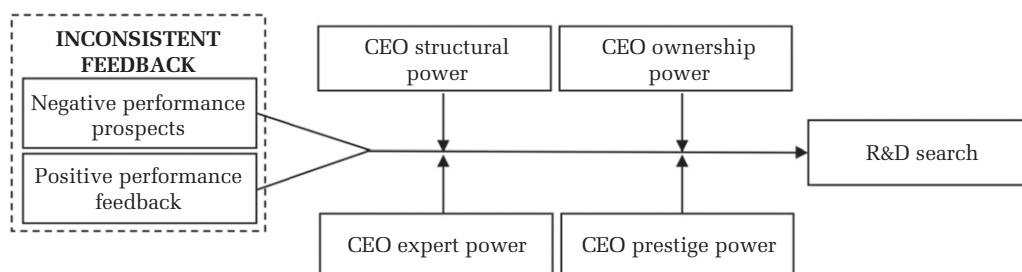 INCONSISTENT
FEEDBACK
Negative performance
prospects
Positive performance
feedback
CEO structural
power
CEO ownership
power
CEO expert power
CEO prestige power
R&D search